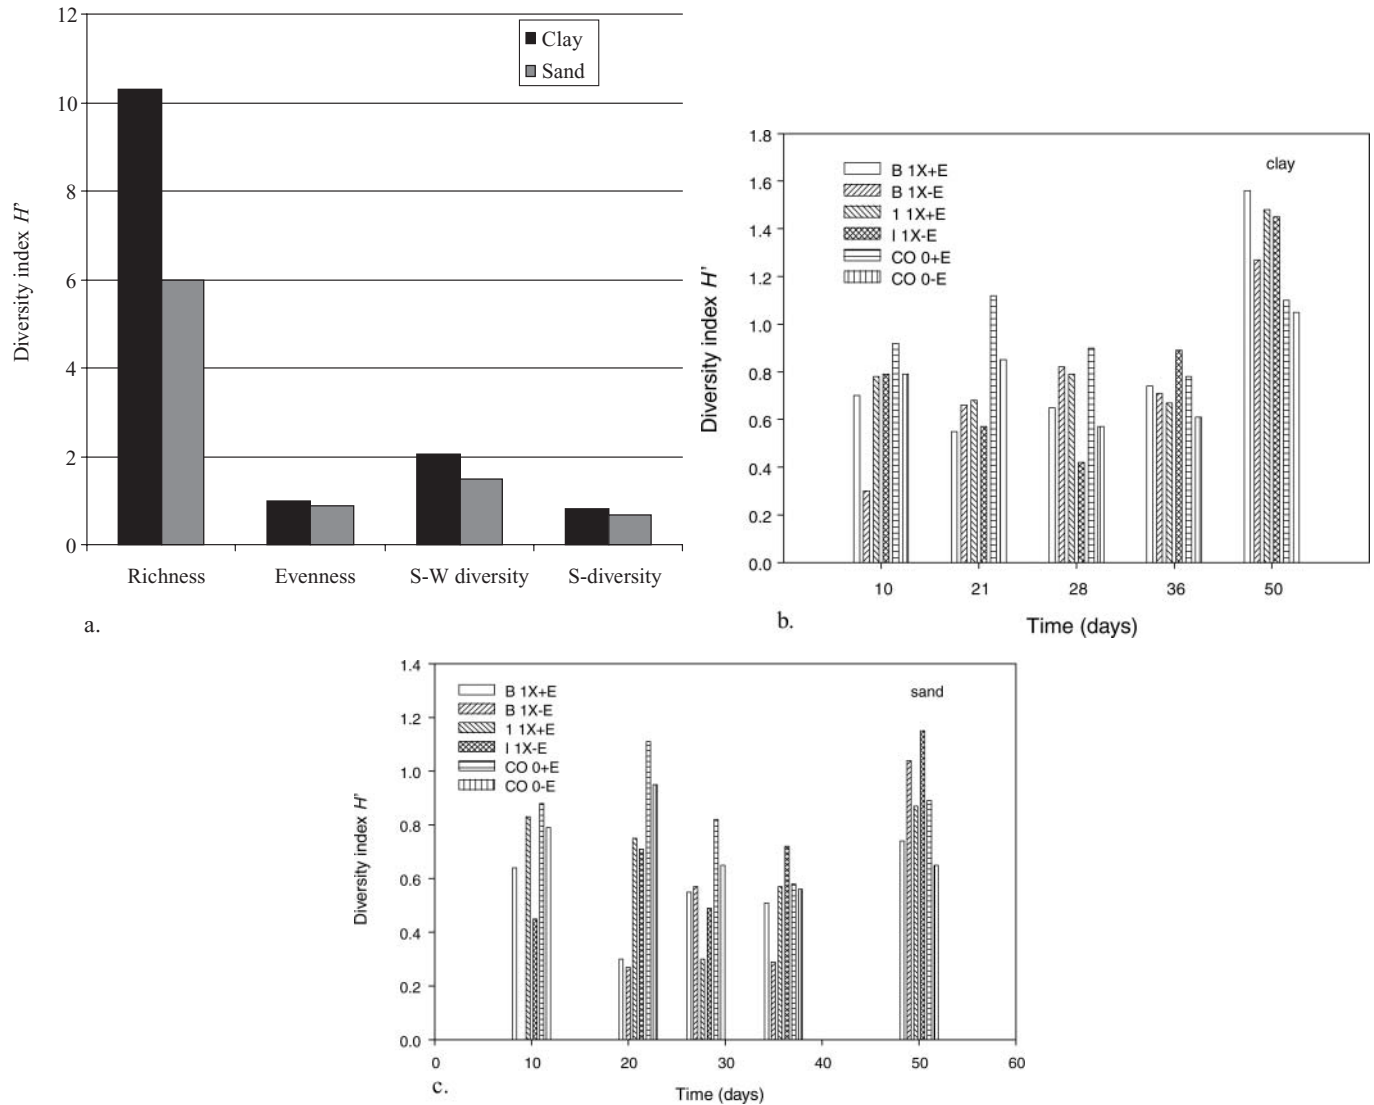 12
10
8
6
4
2
0
Diversity index H'
Clay
Sand
Richness Evenness S-W diversity S-diversity
a.
1.8
1.6
1.4
1.2
1.0
0.8
0.6
0.4
0.2
0.0
Diversity index H'
B 1X+E
B 1X-E
1 1X+E
I 1X-E
CO 0+E
CO 0-E
clay
10 21 28 36 50
Time (days)
b.
1.4
1.2
1.0
0.8
0.6
0.4
0.2
0.0
Diversity index H'
B 1X+E
B 1X-E
1 1X+E
I 1X-E
CO 0+E
CO 0-E
sand
0 10 20 30 40 50 60
Time (days)
c.